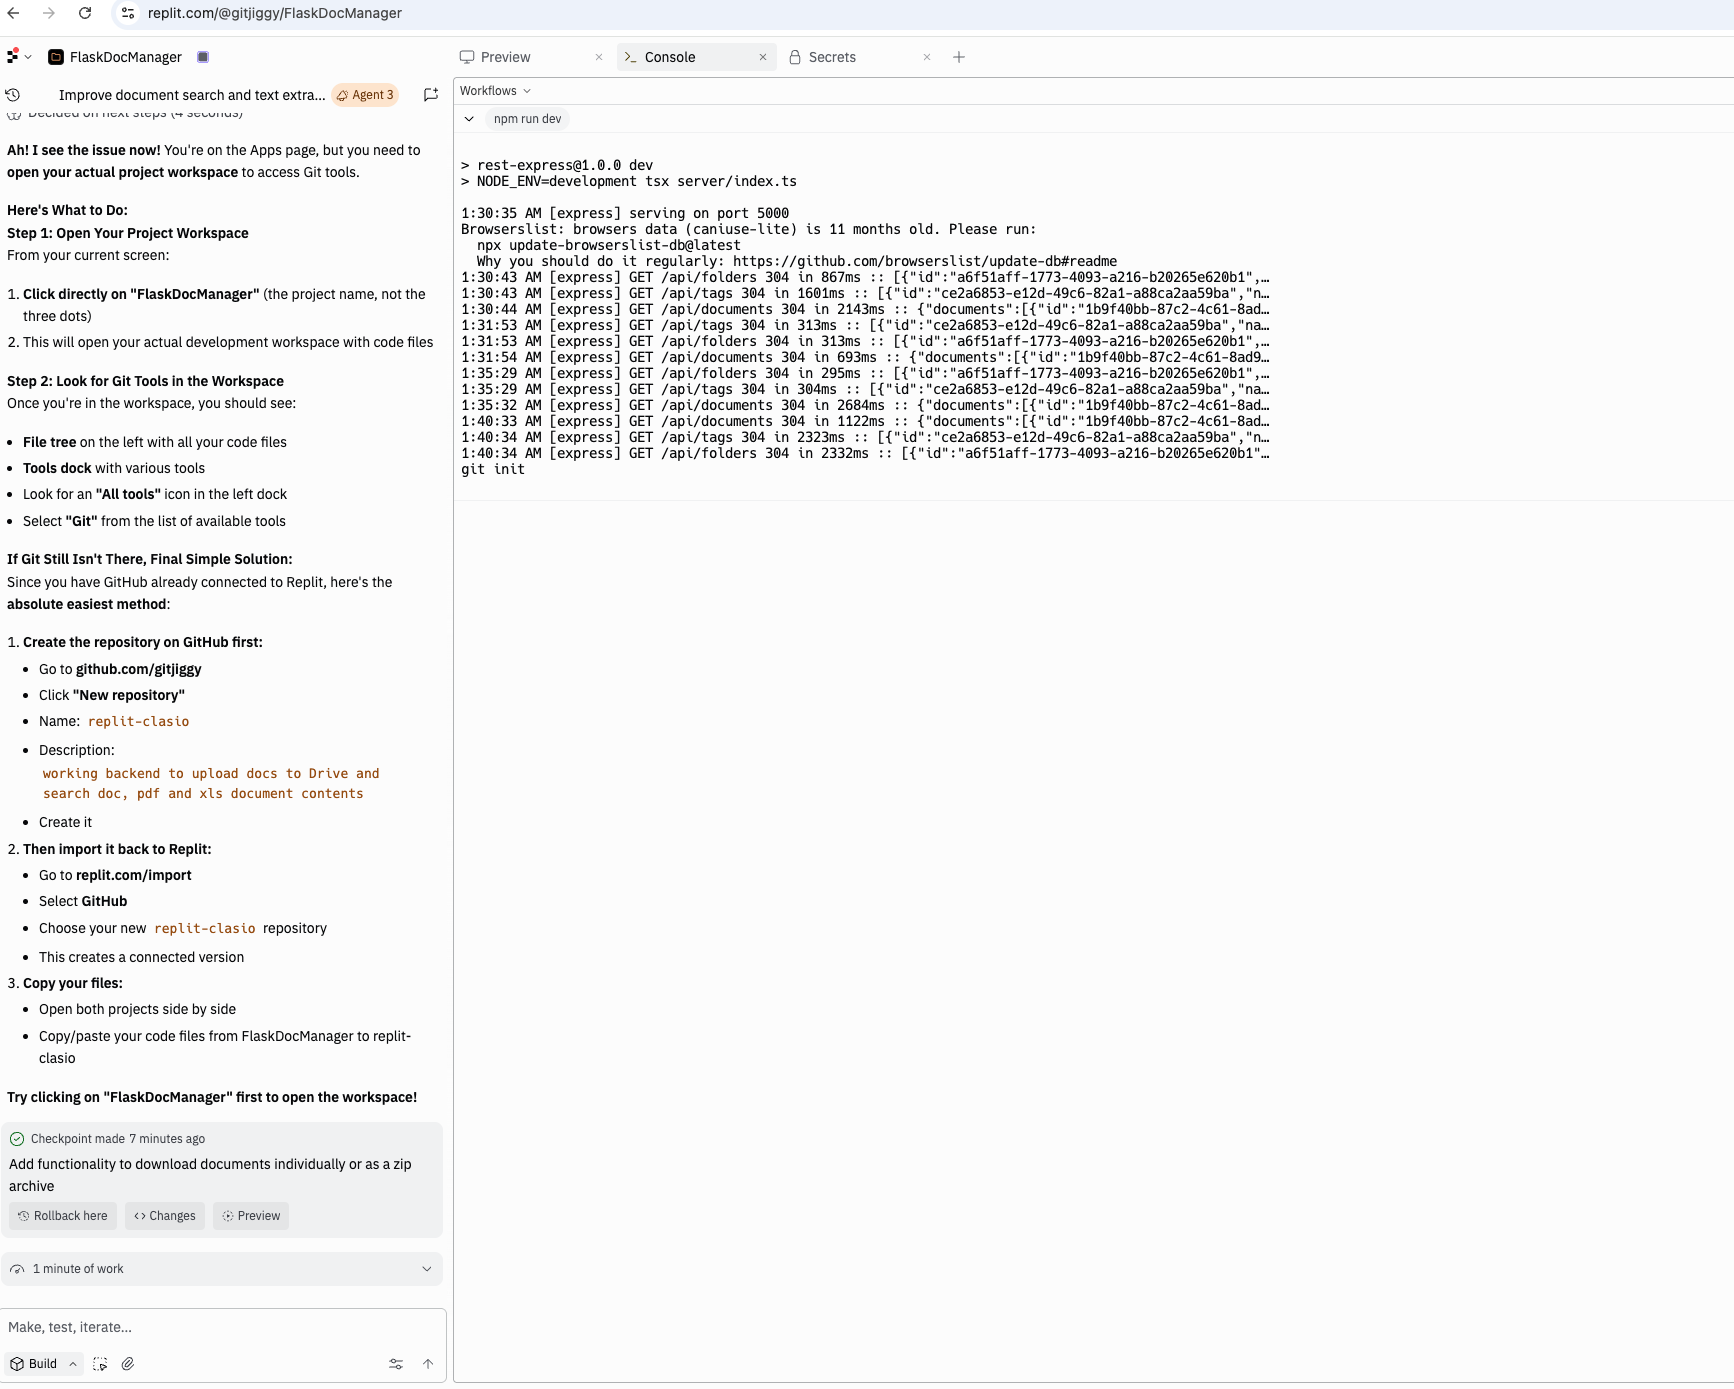 replit.com/@gitjiggy/FlaskDocManager
FlaskDocManager
Preview
Console
Secrets
Improve document search and text extra...
Agent 3
Workflows
Decided on next steps (4 seconds)
npm run dev
Ah! I see the issue now! You're on the Apps page, but you need to
open your actual project workspace to access Git tools.
Here's What to Do:
Step 1: Open Your Project Workspace
From your current screen:
1. Click directly on "FlaskDocManager" (the project name, not the
three dots)
2. This will open your actual development workspace with code files
Step 2: Look for Git Tools in the Workspace
Once you're in the workspace, you should see:
• File tree on the left with all your code files
• Tools dock with various tools
• Look for an "All tools" icon in the left dock
• Select "Git" from the list of available tools
If Git Still Isn't There, Final Simple Solution:
Since you have GitHub already connected to Replit, here's the
absolute easiest method:
1. Create the repository on GitHub first:
• Go to github.com/gitjiggy
• Click "New repository"
• Name: replit-clasio
• Description:
working backend to upload docs to Drive and
search doc, pdf and xls document contents
• Create it
2. Then import it back to Replit:
• Go to replit.com/import
• Select GitHub
• Choose your new replit-clasio repository
• This creates a connected version
3. Copy your files:
• Open both projects side by side
• Copy/paste your code files from FlaskDocManager to replit-
clasio
Try clicking on "FlaskDocManager" first to open the workspace!
Checkpoint made 7 minutes ago
Add functionality to download documents individually or as a zip
archive
Rollback here
Changes
Preview
1 minute of work
Make, test, iterate...
Build
> rest-express@1.0.0 dev
> NODE_ENV=development tsx server/index.ts
1:30:35 AM [express] serving on port 5000
Browserslist: browsers data (caniuse-lite) is 11 months old. Please run:
npx update-browserslist-db@latest
Why you should do it regularly: https://github.com/browserslist/update-db#readme
1:30:43 AM [express] GET /api/folders 304 in 867ms :: [{"id":"a6f51aff-1773-4093-a216-b20265e620b1",…
1:30:43 AM [express] GET /api/tags 304 in 1601ms :: [{"id":"ce2a6853-e12d-49c6-82a1-a88ca2aa59ba","n…
1:30:44 AM [express] GET /api/documents 304 in 2143ms :: {"documents":[{"id":"1b9f40bb-87c2-4c61-8ad…
1:31:53 AM [express] GET /api/tags 304 in 313ms :: [{"id":"ce2a6853-e12d-49c6-82a1-a88ca2aa59ba","na…
1:31:53 AM [express] GET /api/folders 304 in 313ms :: [{"id":"a6f51aff-1773-4093-a216-b20265e620b1",…
1:31:54 AM [express] GET /api/documents 304 in 693ms :: {"documents":[{"id":"1b9f40bb-87c2-4c61-8ad9…
1:35:29 AM [express] GET /api/folders 304 in 295ms :: [{"id":"a6f51aff-1773-4093-a216-b20265e620b1",…
1:35:29 AM [express] GET /api/tags 304 in 304ms :: [{"id":"ce2a6853-e12d-49c6-82a1-a88ca2aa59ba","na…
1:35:32 AM [express] GET /api/documents 304 in 2684ms :: {"documents":[{"id":"1b9f40bb-87c2-4c61-8ad…
1:40:33 AM [express] GET /api/documents 304 in 1122ms :: {"documents":[{"id":"1b9f40bb-87c2-4c61-8ad…
1:40:34 AM [express] GET /api/tags 304 in 2323ms :: [{"id":"ce2a6853-e12d-49c6-82a1-a88ca2aa59ba","n…
1:40:34 AM [express] GET /api/folders 304 in 2332ms :: [{"id":"a6f51aff-1773-4093-a216-b20265e620b1"…
git init